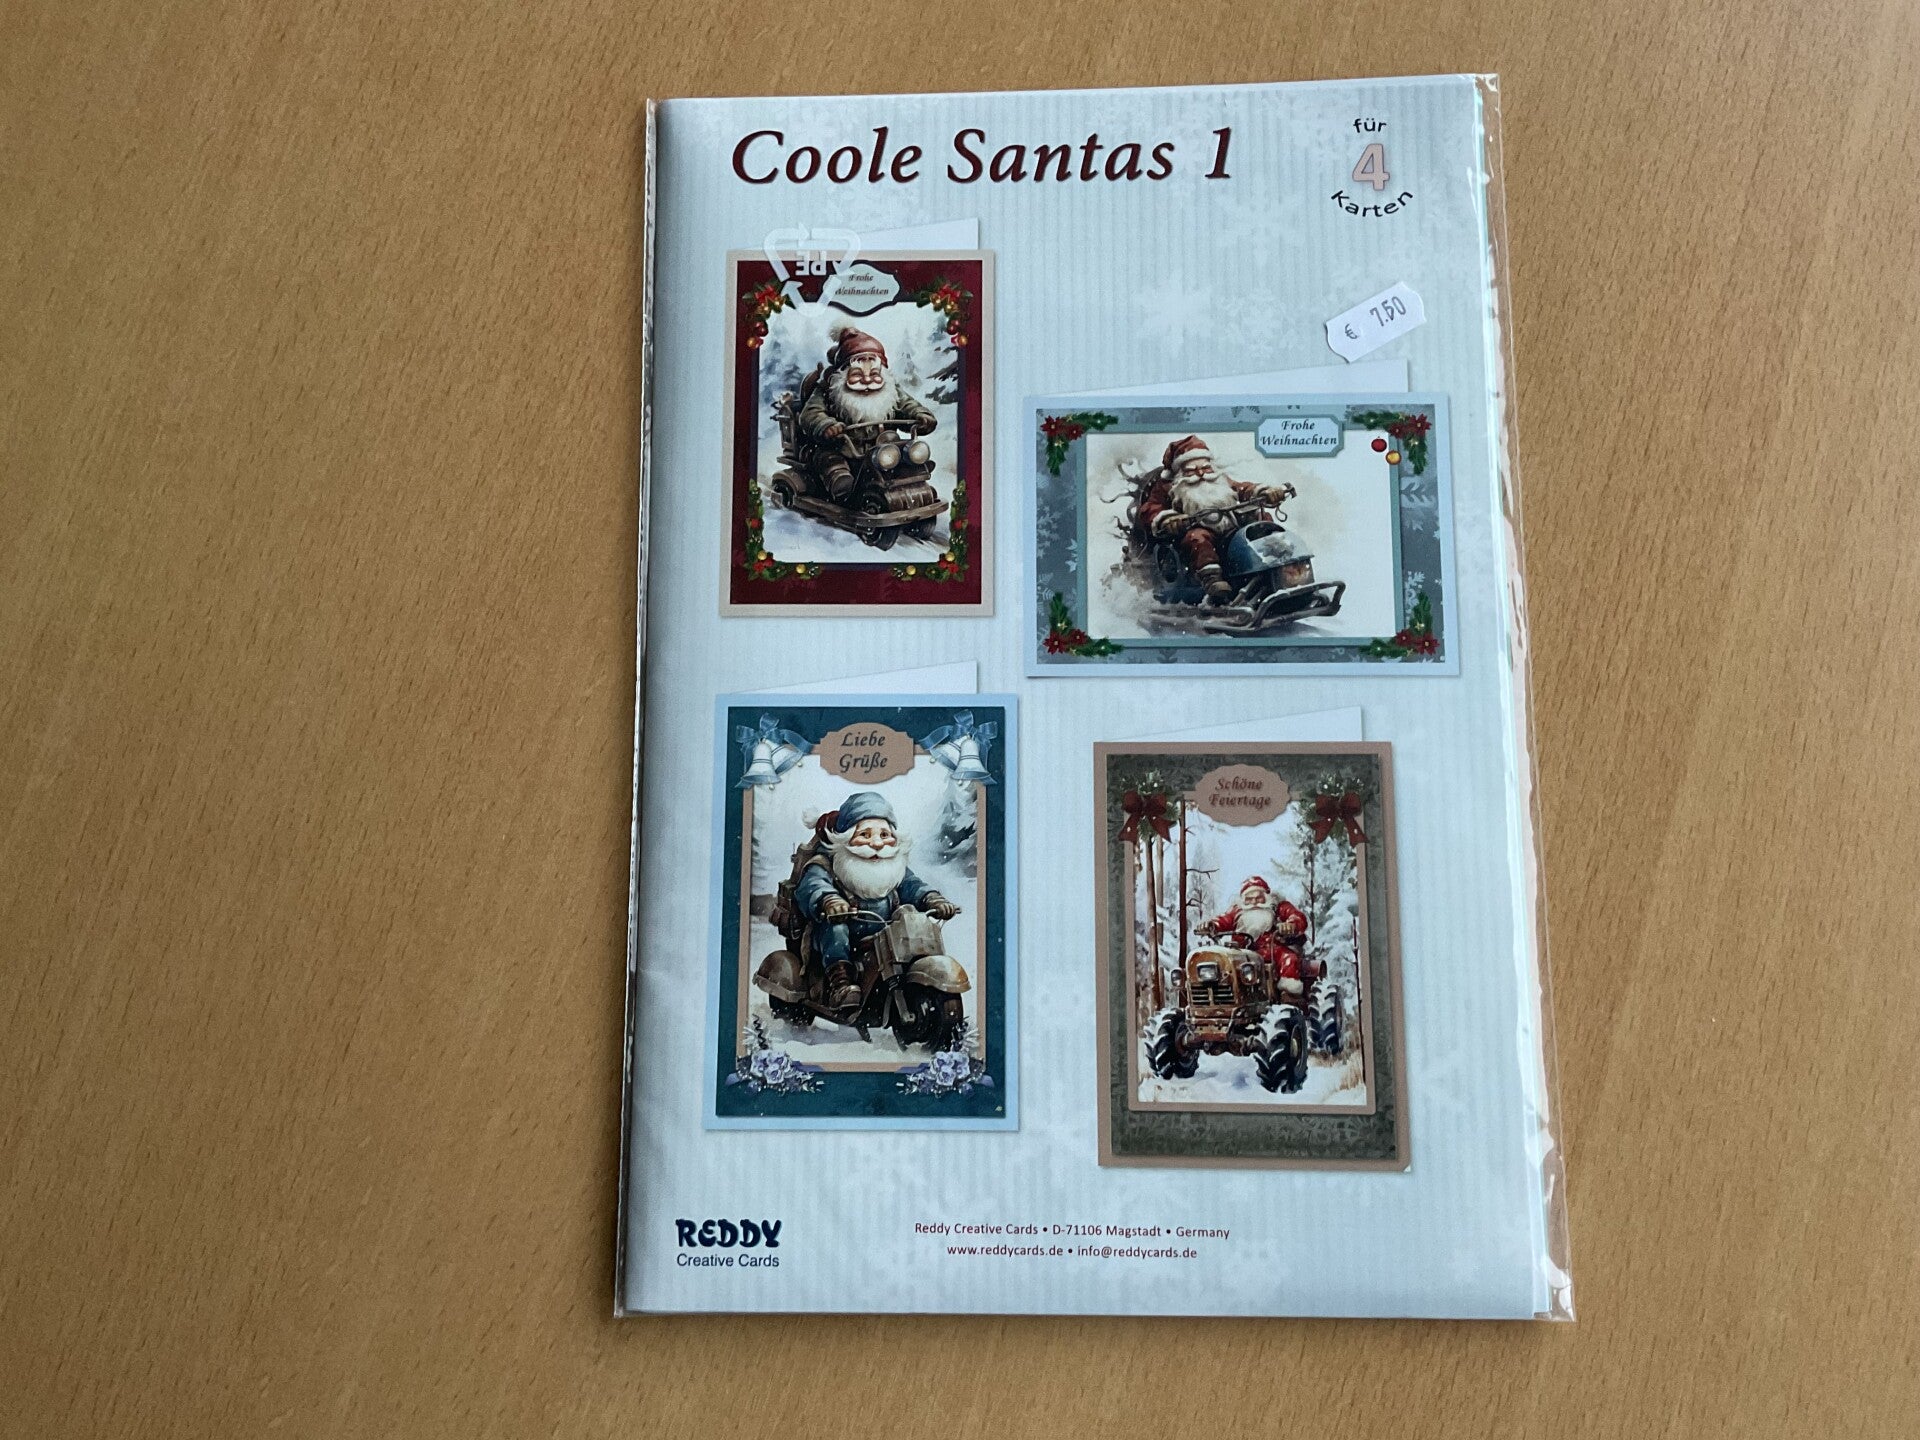 Coole Santas 1
für
4
Karten
PE
Frohe
Weihnachten
€ 7.50
Frohe
Weihnachten
Liebe
Grüße
Schöne
Feiertage
REDDY
Creative Cards
Reddy Creative Cards • D-71106 Magstadt • Germany
www.reddycards.de • info@reddycards.de